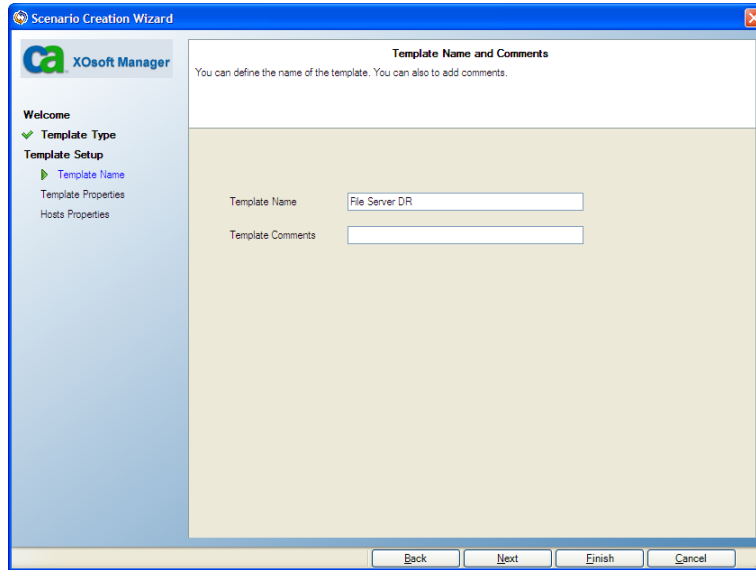 Scenario Creation Wizard
ca XOsoft Manager
Welcome
Template Type
Template Setup
Template Name
Template Properties
Hosts Properties
Template Name and Comments
You can define the name of the template. You can also to add comments.
Template Name File Server DR
Template Comments
Back Next Finish Cancel